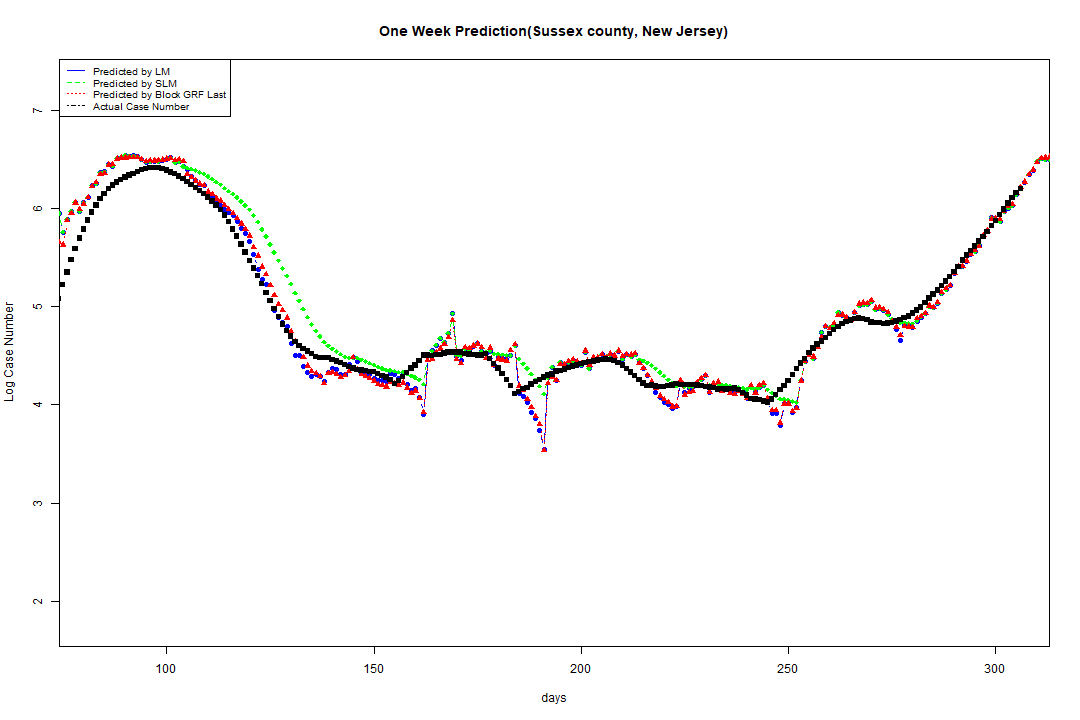 One Week Prediction(Sussex county, New Jersey)
Predicted by LM
Predicted by SLM
Predicted by Block GRF Last
Actual Case Number
7
6
5
4
3
2
Log Case Number
100 150 200 250 300
days